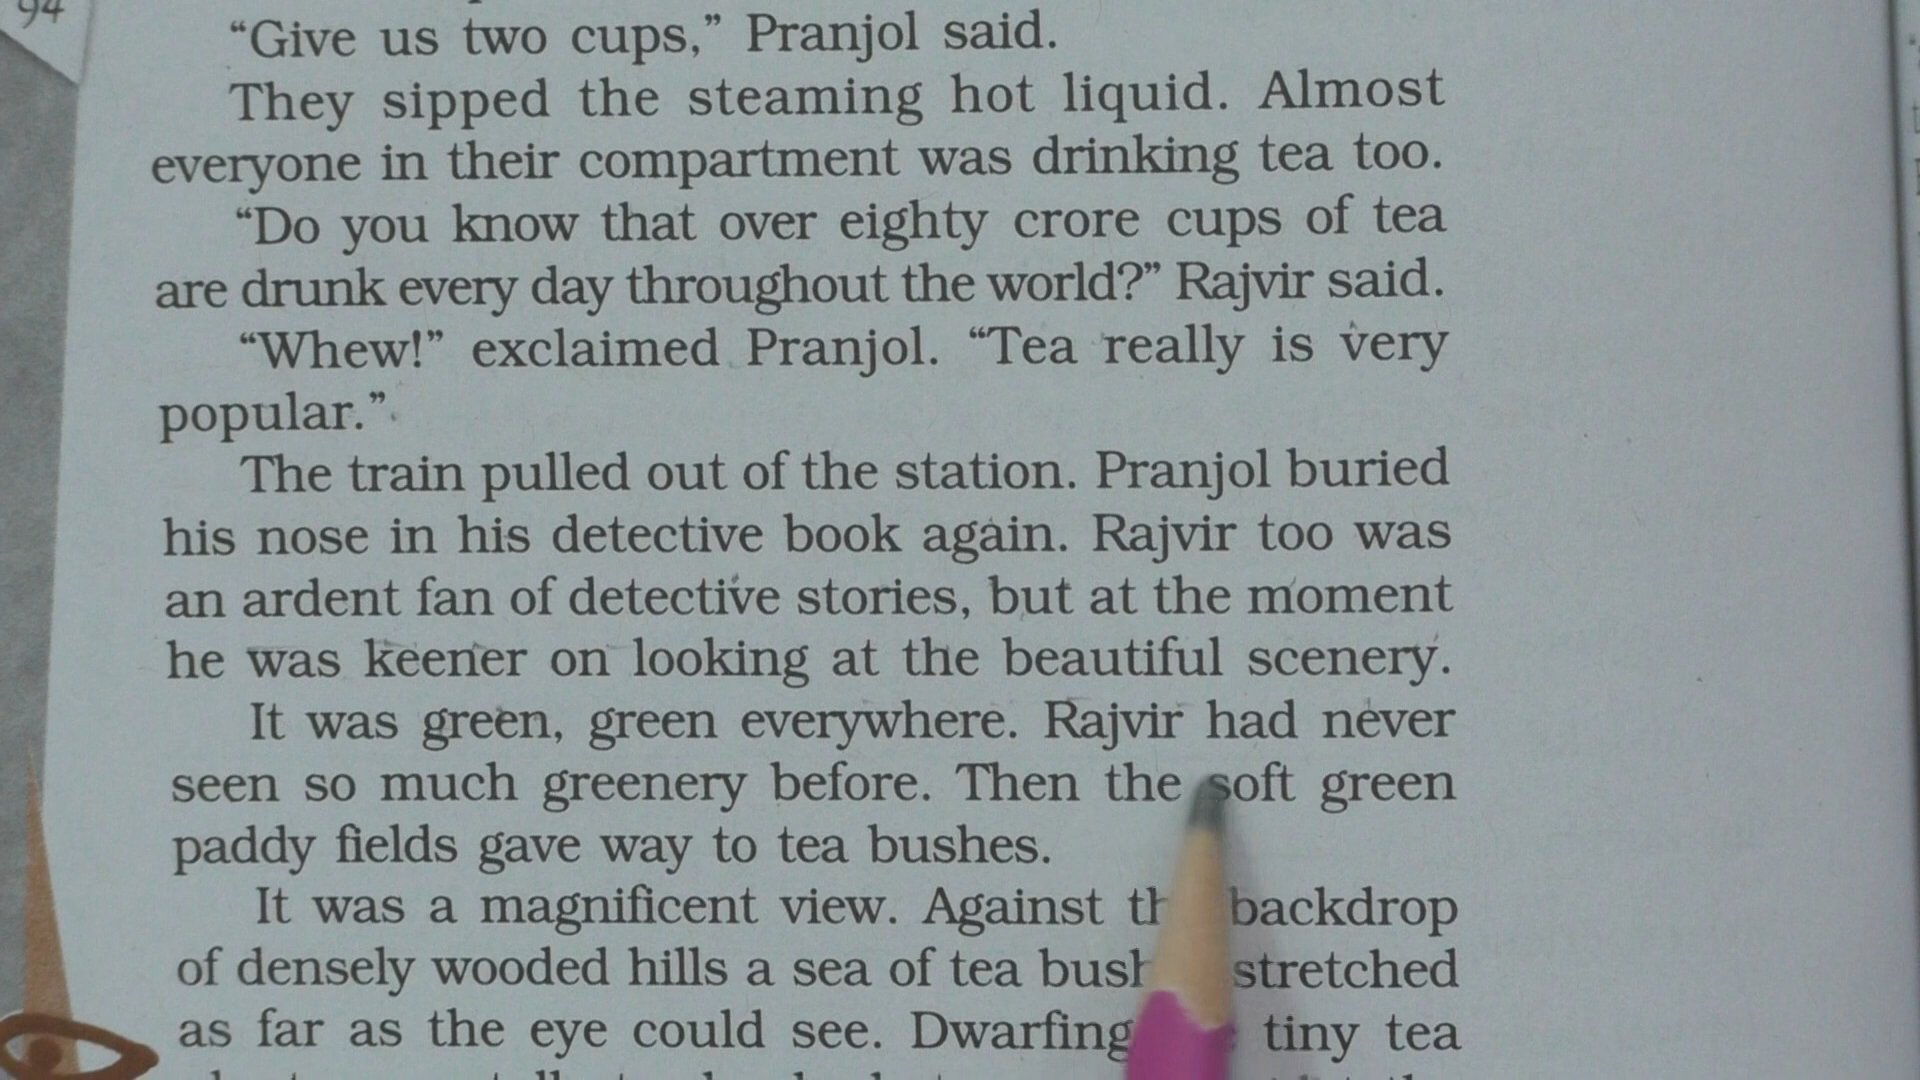 94
“Give us two cups,” Pranjol said.
They sipped the steaming hot liquid. Almost
everyone in their compartment was drinking tea too.
“Do you know that over eighty crore cups of tea
are drunk every day throughout the world?” Rajvir said.
“Whew!” exclaimed Pranjol. “Tea really is very
popular.”
The train pulled out of the station. Pranjol buried
his nose in his detective book again. Rajvir too was
an ardent fan of detective stories, but at the moment
he was keener on looking at the beautiful scenery.
It was green, green everywhere. Rajvir had never
seen so much greenery before. Then the soft green
paddy fields gave way to tea bushes.
It was a magnificent view. Against backdrop
of densely wooded hills a sea of tea stretched
as far as the eye could see. Dwarfing tiny tea